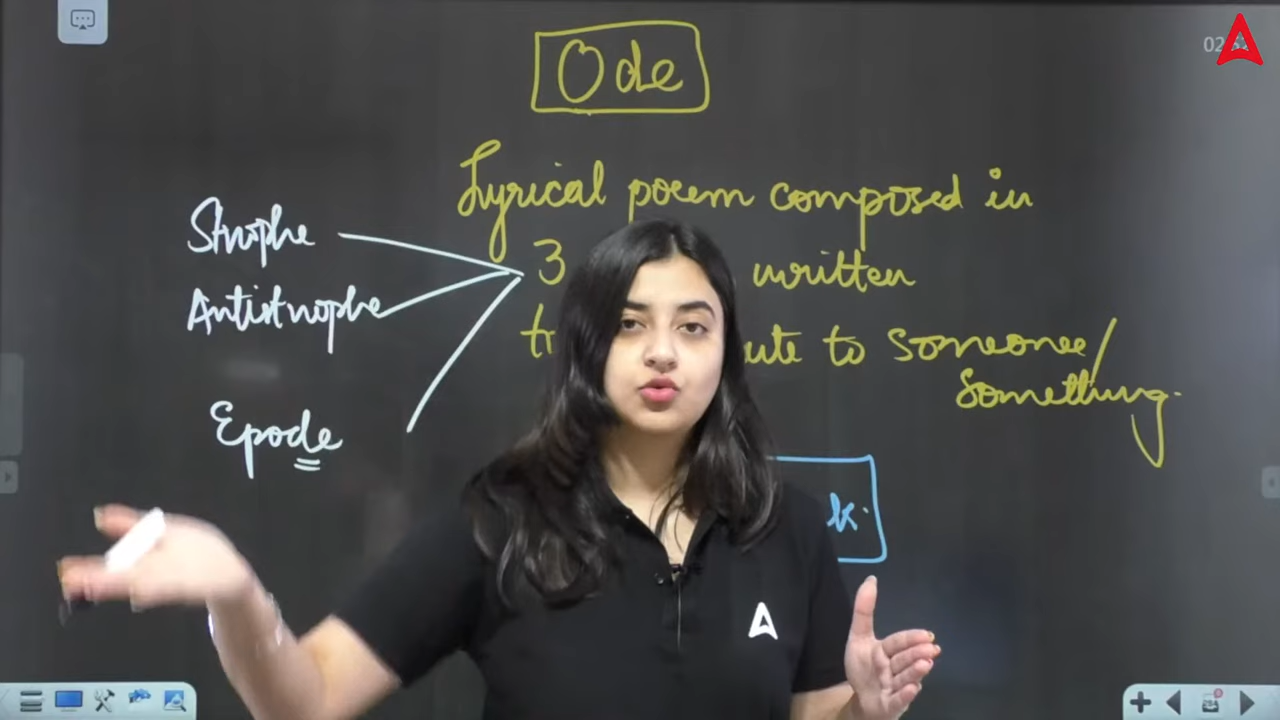 Ode
Lyrical poem composed in
3 written
to someone/
something.
Strophe
Antistrophe
Epode